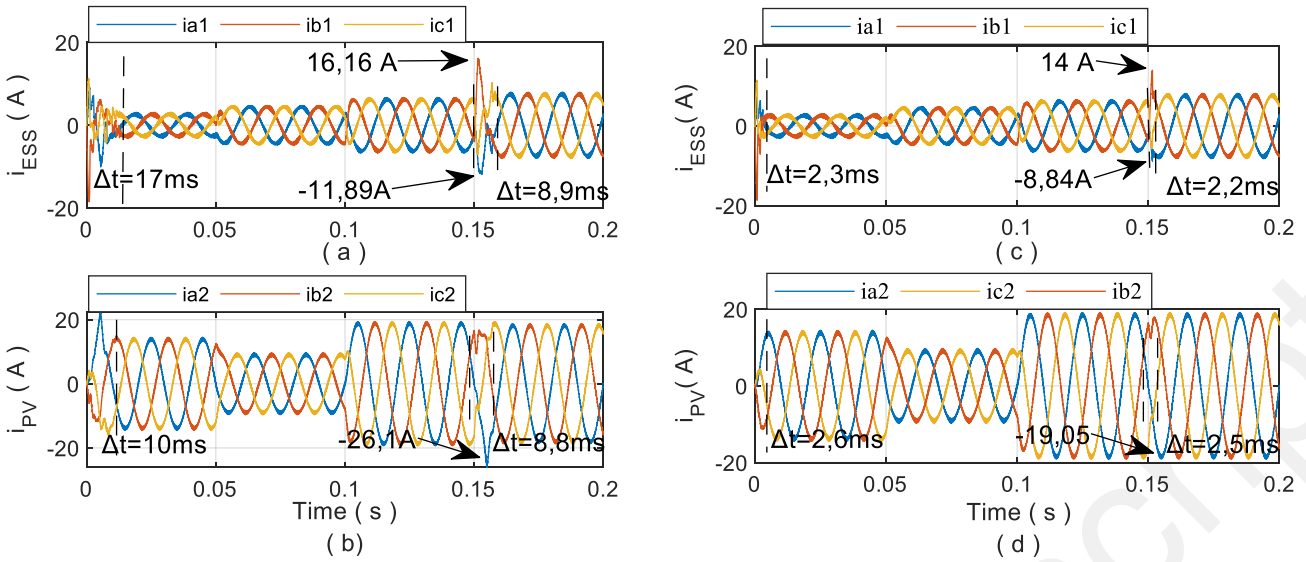 ia1 ib1 ic1
20
0
-20
i_ESS ( A )
16,16 A
-11,89A
Δt=17ms
Δt=8,9ms
0 0.05 0.1 0.15 0.2
( a )
ia2 ib2 ic2
20
0
-20
i_PV ( A )
Δt=10ms
-26,1A
Δt=8,8ms
0 0.05 0.1 0.15 0.2
Time ( s )
( b )
ia1 ib1 ic1
20
0
-20
i_ESS ( A )
14 A
-8,84A
Δt=2,3ms
Δt=2,2ms
0 0.05 0.1 0.15 0.2
( c )
ia2 ic2 ib2
20
0
-20
i_PV( A )
Δt=2,6ms
-19,05
Δt=2,5ms
0 0.05 0.1 0.15 0.2
Time ( s )
( d )